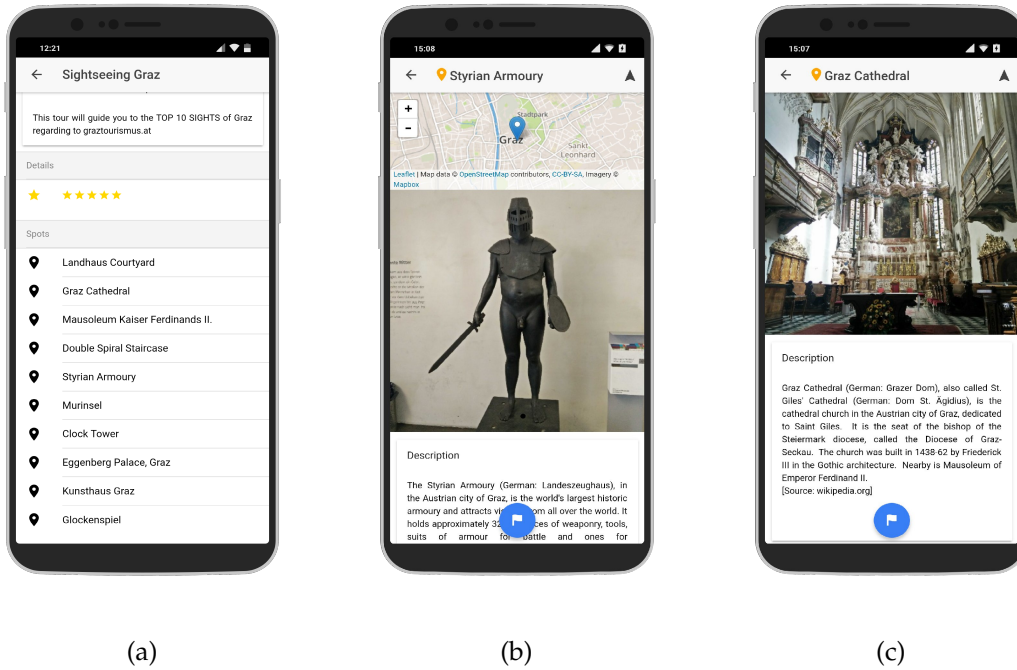 12:21
Sightseeing Graz
This tour will guide you to the TOP 10 SIGHTS of Graz
regarding to graztourismus.at
Details
Spots
Landhaus Courtyard
Graz Cathedral
Mausoleum Kaiser Ferdinands II.
Double Spiral Staircase
Styrian Armoury
Murinsel
Clock Tower
Eggenberg Palace, Graz
Kunsthaus Graz
Glockenspiel
(a)
15:08
Styrian Armoury
+
-
Stadtpark
Graz
Sankt
Leonhard
Leaflet | Map data © OpenStreetMap contributors, CC-BY-SA, Imagery ©
Mapbox
Description
The Styrian Armoury (German: Landeszeughaus), in
the Austrian city of Graz, is the world's largest historic
armoury and attracts om all over the world. It
holds approximately ces of weaponry, tools,
suits of armour for battle and ones for
(b)
15:07
Graz Cathedral
Description
Graz Cathedral (German: Grazer Dom), also called St.
Giles' Cathedral (German: Dom St. Ägidius), is the
cathedral church in the Austrian city of Graz, dedicated
to Saint Giles. It is the seat of the bishop of the
Steiermark diocese, called the Diocese of Graz-
Seckau. The church was built in 1438-62 by Friederick
III in the Gothic architecture. Nearby is Mausoleum of
Emperor Ferdinand II.
[Source: wikipedia.org]
(c)